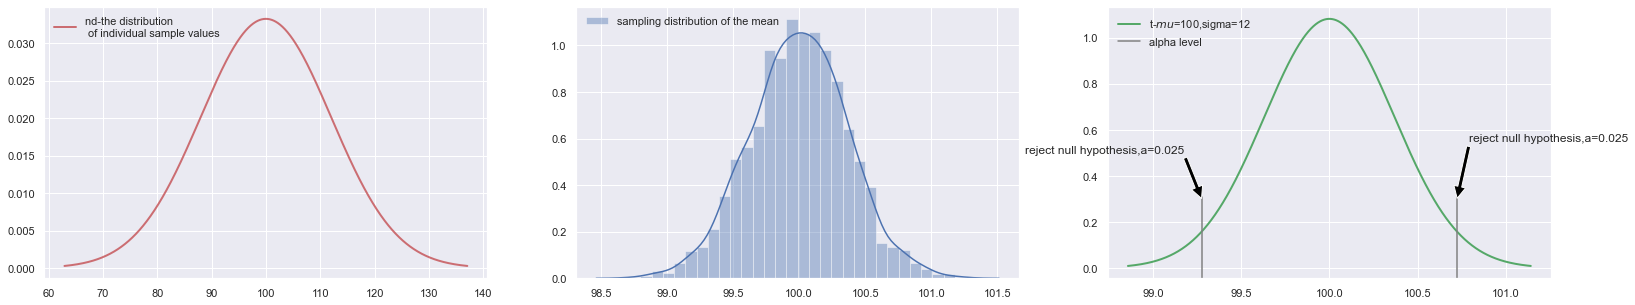 nd-the distribution
of individual sample values
0.030
0.025
0.020
0.015
0.010
0.005
0.000
60 70 80 90 100 110 120 130 140
sampling distribution of the mean
1.0
0.8
0.6
0.4
0.2
0.0
98.5 99.0 99.5 100.0 100.5 101.0 101.5
t-mu=100,sigma=12
alpha level
reject null hypothesis,a=0.025
reject null hypothesis,a=0.025
1.0
0.8
0.6
0.4
0.2
0.0
99.0 99.5 100.0 100.5 101.0